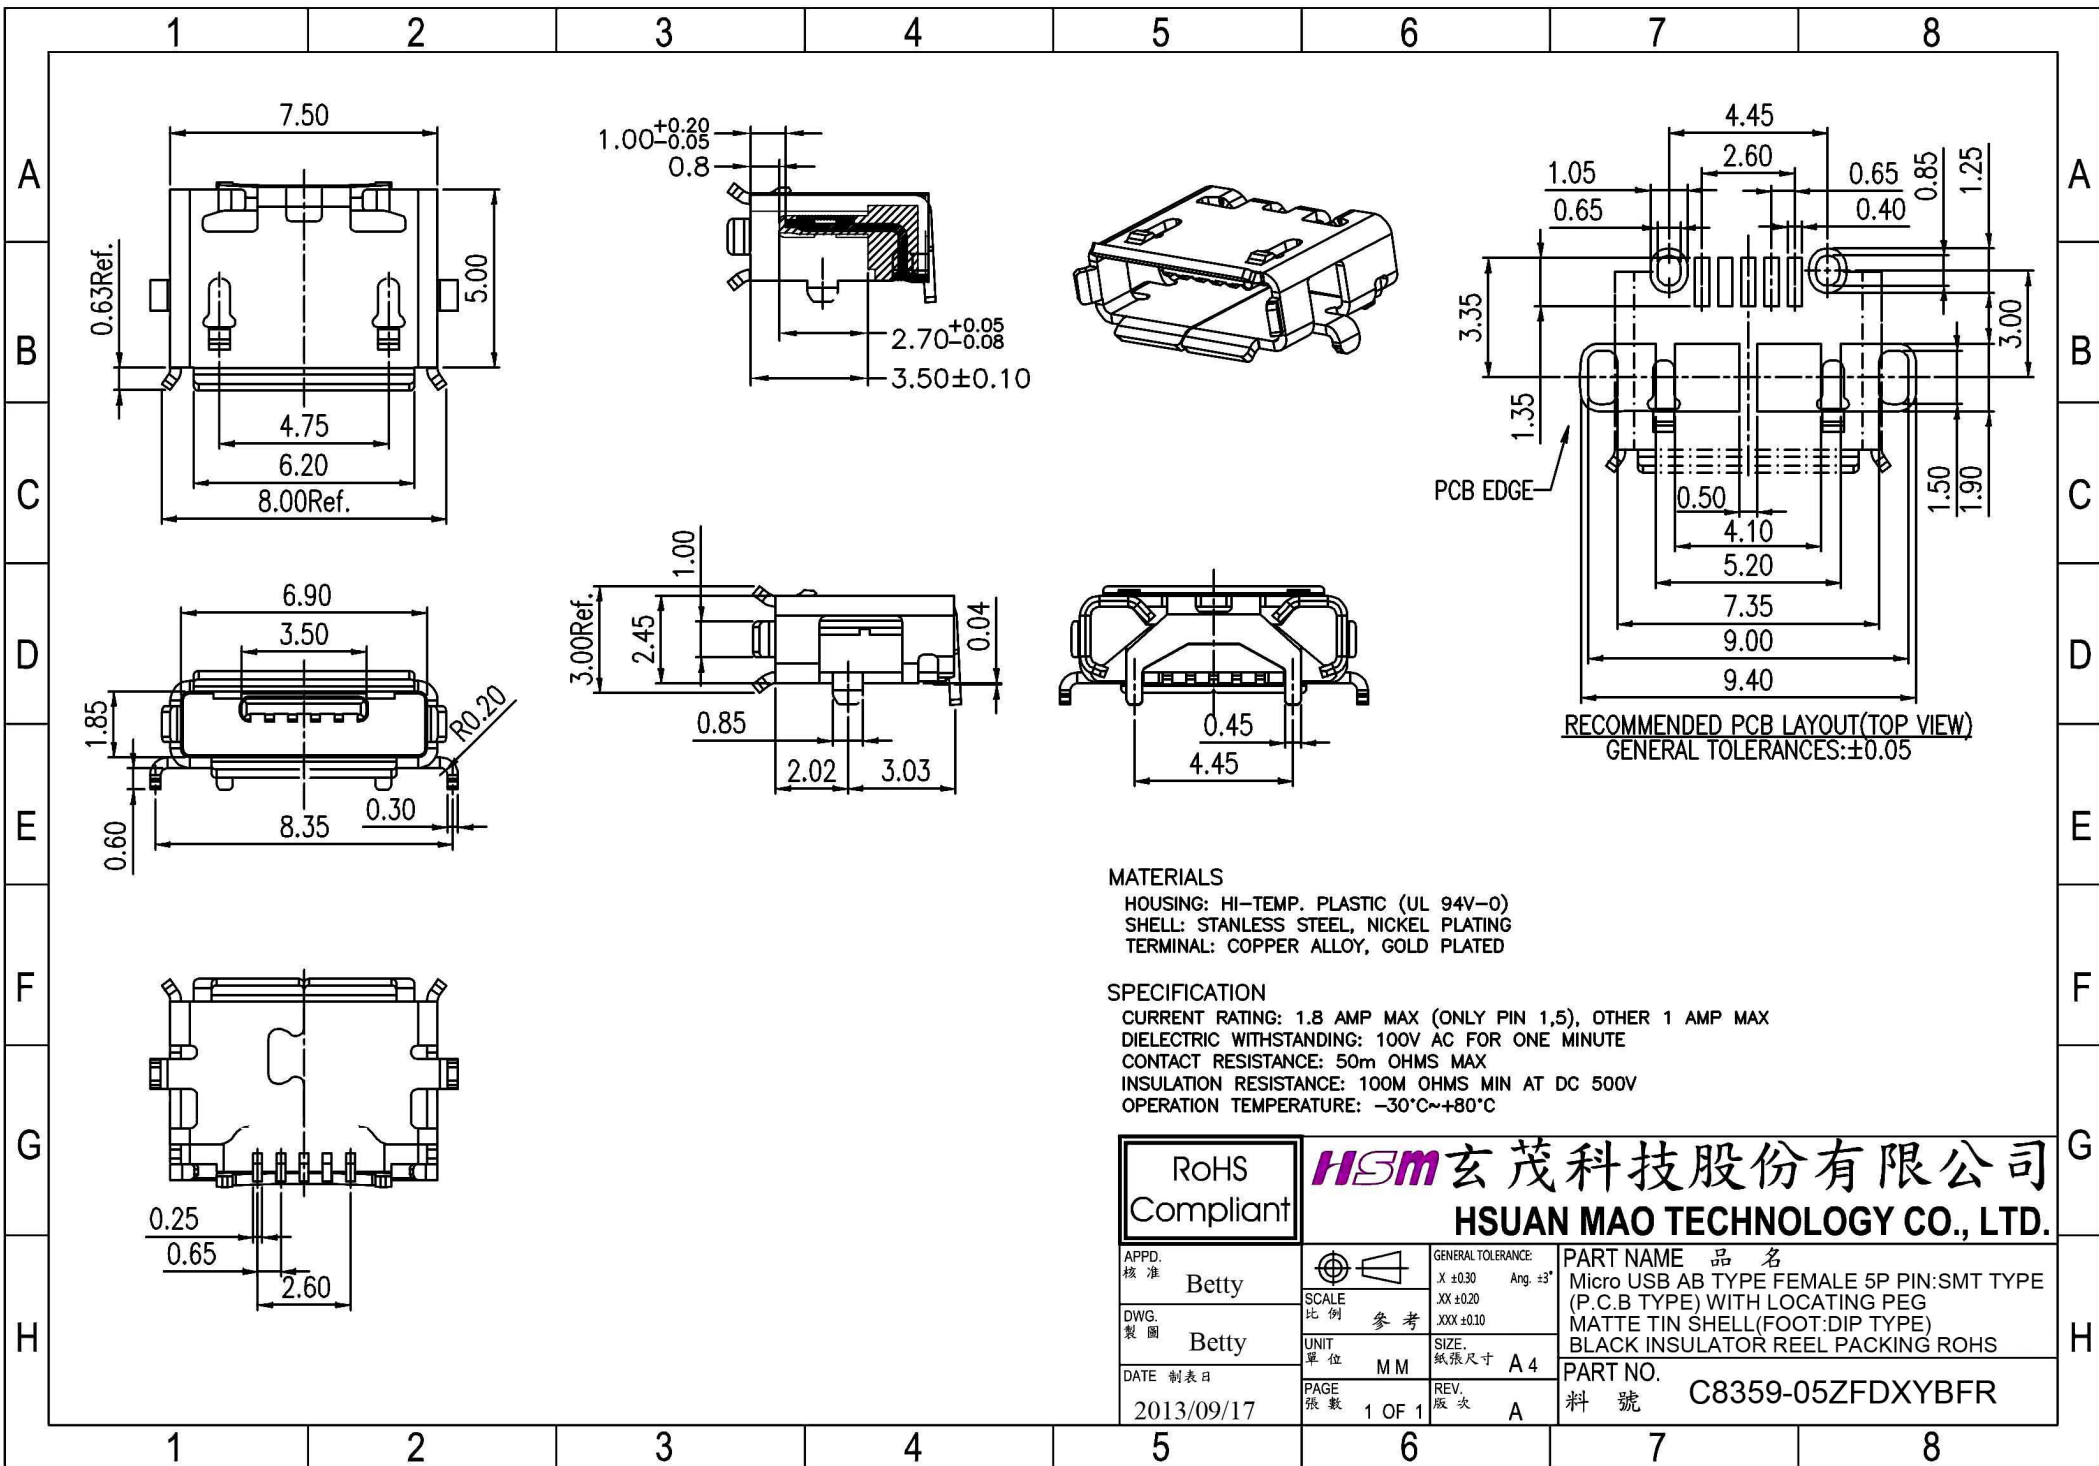 1 2 3 4 5 6 7 8
A
B
C
D
E
F
G
H
7.50
5.00
0.63Ref.
4.75
6.20
8.00Ref.
1.00+0.20 -0.05
0.8
2.70+0.05 -0.08
3.50±0.10
4.45
2.60
1.05
0.65
0.65
0.40
0.85
1.25
3.35
3.00
1.35
PCB EDGE
0.50
1.50
1.90
4.10
5.20
7.35
9.00
9.40
RECOMMENDED PCB LAYOUT(TOP VIEW)
GENERAL TOLERANCES:±0.05
6.90
3.50
1.85
R0.20
0.60
0.30
8.35
3.00Ref.
2.45
1.00
0.04
0.85
2.02
3.03
0.45
4.45
0.25
0.65
2.60
MATERIALS
HOUSING: HI-TEMP. PLASTIC (UL 94V-0)
SHELL: STANLESS STEEL, NICKEL PLATING
TERMINAL: COPPER ALLOY, GOLD PLATED
SPECIFICATION
CURRENT RATING: 1.8 AMP MAX (ONLY PIN 1,5), OTHER 1 AMP MAX
DIELECTRIC WITHSTANDING: 100V AC FOR ONE MINUTE
CONTACT RESISTANCE: 50m OHMS MAX
INSULATION RESISTANCE: 100M OHMS MIN AT DC 500V
OPERATION TEMPERATURE: -30°C~+80°C
RoHS
Compliant
HSm 玄茂科技股份有限公司
HSUAN MAO TECHNOLOGY CO., LTD.
APPD.
核 准 Betty
DWG.
製 圖 Betty
DATE 制表日
2013/09/17
SCALE
比 例 參 考
UNIT
單 位 MM
PAGE
張 數 1 OF 1
GENERAL TOLERANCE:
.X ±0.30 Ang. ±3°
.XX ±0.20
.XXX ±0.10
SIZE.
紙張尺寸 A 4
REV.
版 次 A
PART NAME 品 名
Micro USB AB TYPE FEMALE 5P PIN:SMT TYPE
(P.C.B TYPE) WITH LOCATING PEG
MATTE TIN SHELL(FOOT:DIP TYPE)
BLACK INSULATOR REEL PACKING ROHS
PART NO.
料 號 C8359-05ZFDXYBFR
A
B
C
D
E
F
G
H
1 2 3 4 5 6 7 8